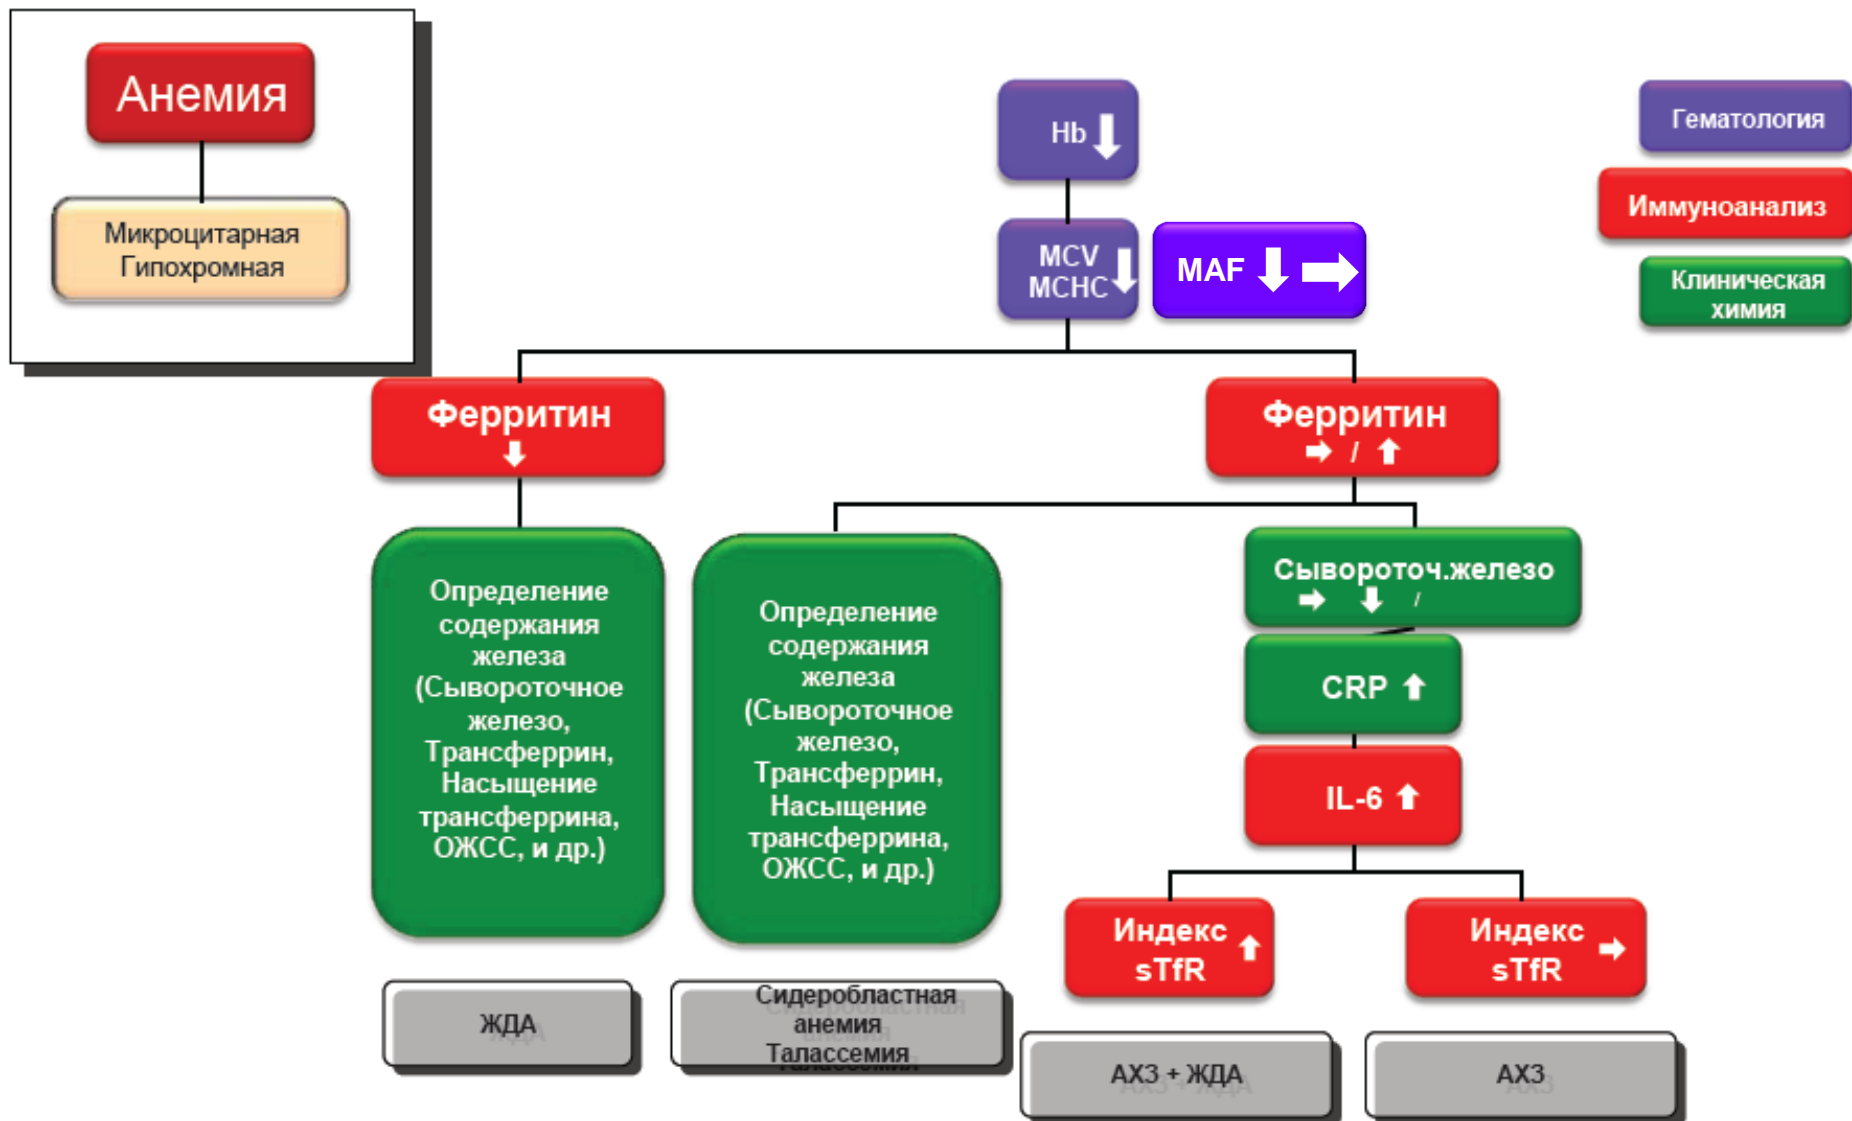 Анемия
Микроцитарная
Гипохромная
Hb
MCV
MCHC
MAF
Гематология
Иммуноанализ
Клиническая
химия
Ферритин
Ферритин
/
Определение
содержания
железа
(Сывороточное
железо,
Трансферрин,
Насыщение
трансферрина,
ОЖСС, и др.)
Определение
содержания
железа
(Сывороточное
железо,
Трансферрин,
Насыщение
трансферрина,
ОЖСС, и др.)
Сывороточ.железо
/
CRP
IL-6
Индекс
sTfR
Индекс
sTfR
ЖДА
Сидеробластная
анемия
Талассемия
АХЗ + ЖДА
АХЗ